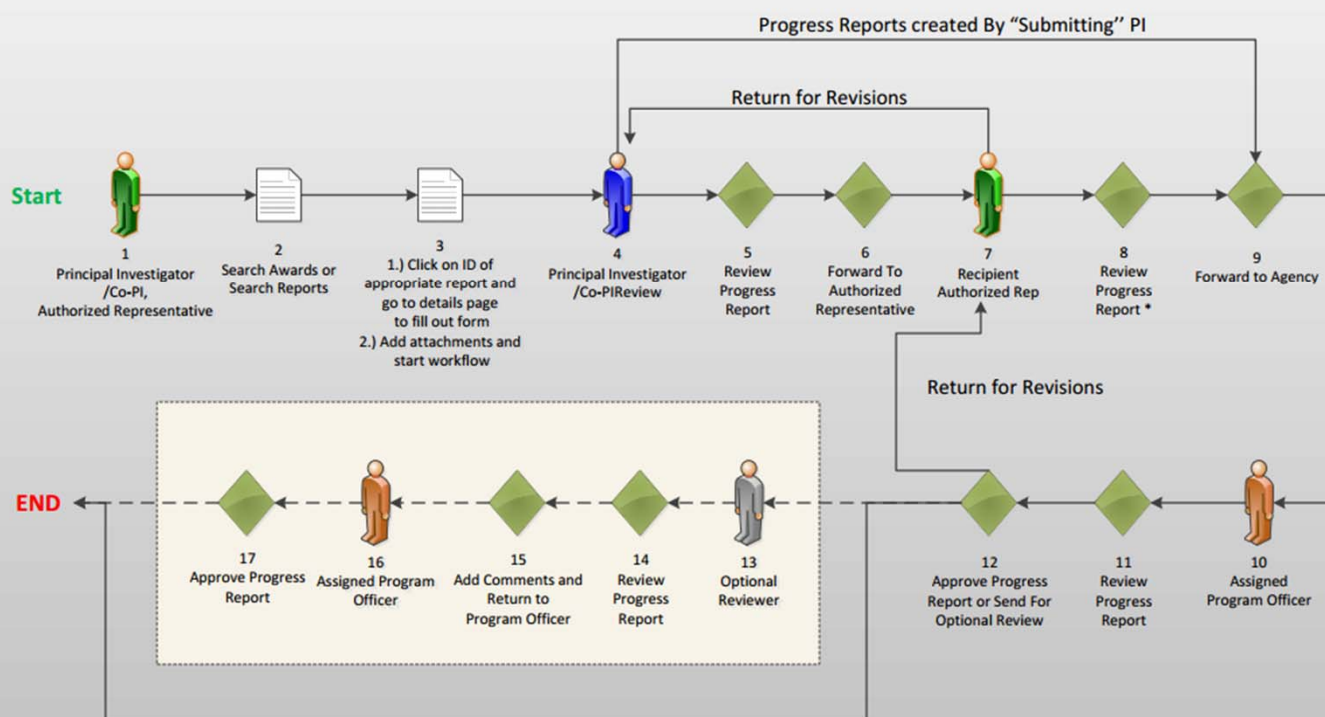 Progress Reports created By “Submitting’’ PI
Return for Revisions
Start
1
Principal Investigator
/Co-PI,
Authorized Representative
2
Search Awards or
Search Reports
3
1.) Click on ID of
appropriate report and
go to details page
to fill out form
2.) Add attachments and
start workflow
4
Principal Investigator
/Co-PIReview
5
Review
Progress
Report
6
Forward To
Authorized
Representative
7
Recipient
Authorized Rep
8
Review
Progress
Report *
9
Forward to Agency
Return for Revisions
END
17
Approve Progress
Report
16
Assigned Program
Officer
15
Add Comments and
Return to
Program Officer
14
Review
Progress
Report
13
Optional
Reviewer
12
Approve Progress
Report or Send For
Optional Review
11
Review
Progress
Report
10
Assigned
Program Officer